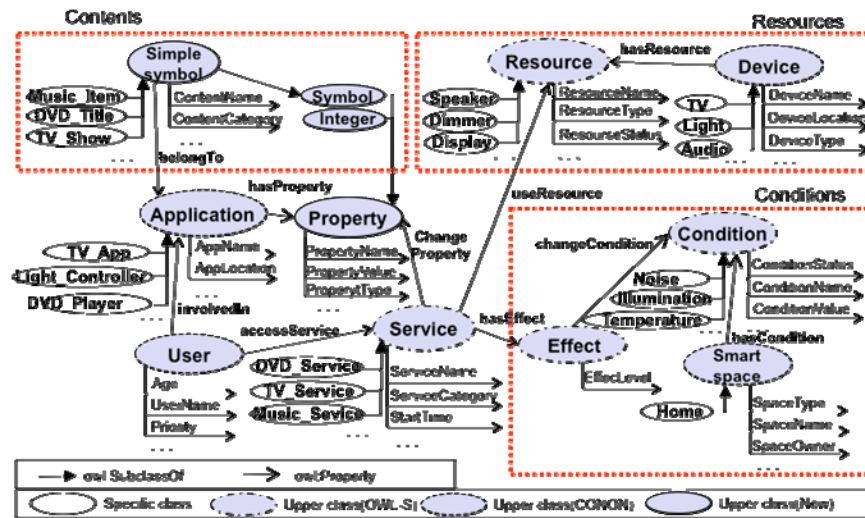 Contents
Resources
Simple
symbol
Music_Item
DVD_Title
TV_Show
ContentName
ContentCategory
...
...
Symbol
Integer
belongTo
Resource
hasResource
Device
Speaker
Dimmer
Display
...
ResourceName
ResourceType
ResourseStatus
...
TV
Light
Audio
...
DeviceName
DeviceLocation
DeviceType
...
Application
hasProperty
Property
Change
Property
useResource
TV_App
Light_Controller
DVD_Player
...
AppName
AppLocation
...
PropertyName
PropertyValue
ProperytType
...
involvedIn
accessService
User
Age
UserName
Priority
...
Service
hasEffect
DVD_Service
TV_Service
Music_Sevice
...
ServiceName
ServiceCategory
StartTime
...
Conditions
changeCondition
Condition
Noise
Illumination
Temperature
...
ConditionStatus
ConditionName
ConditionValue
...
hasCondition
Effect
EffecLevel
...
Smart
space
Home
SpaceType
SpaceName
SpaceOwner
...
owl:SubclassOf
owl:Property
Specific class
Upper class(OWL-S)
Upper class(CONON)
Upper class(New)